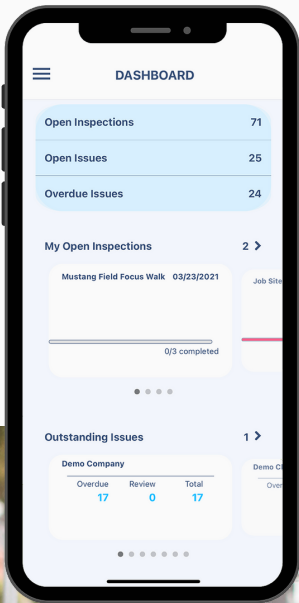 DASHBOARD
Open Inspections 71
Open Issues 25
Overdue Issues 24
My Open Inspections 2 >
Mustang Field Focus Walk 03/23/2021
Job Site
0/3 completed
Outstanding Issues 1 >
Demo Company
Demo
Overdue Review Total
Over
17 0 17